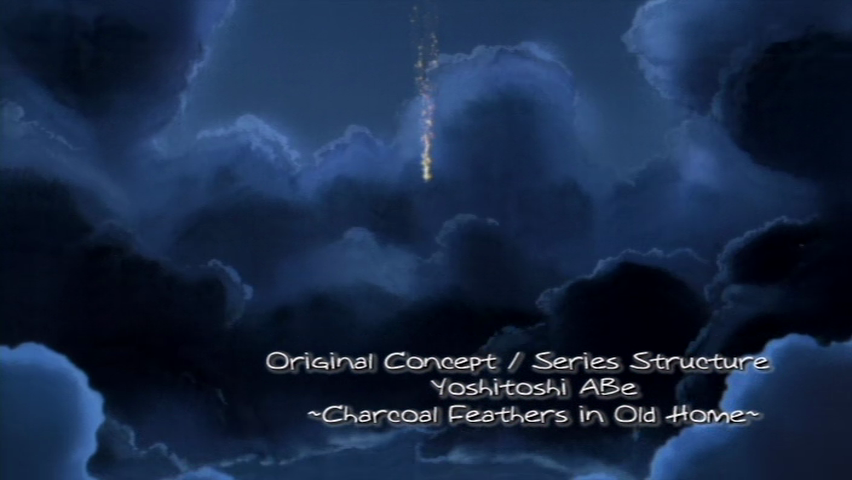 Original Concept / Series Structure
Yoshitoshi ABe
~Charcoal Feathers in Old Home~